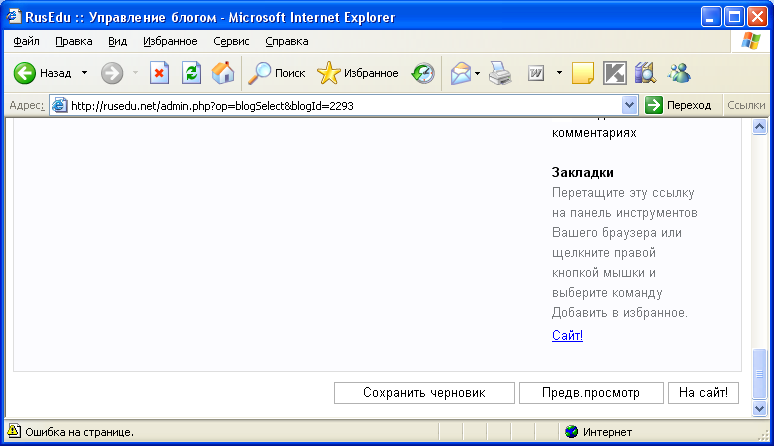 RusEdu :: Управление блогом - Microsoft Internet Explorer
Файл Правка Вид Избранное Сервис Справка
Назад Поиск Избранное
Адрес: http://rusedu.net/admin.php?op=blogSelect&blogId=2293 Переход Ссылки
комментариях
Закладки
Перетащите эту ссылку
на панель инструментов
Вашего браузера или
щелкните правой
кнопкой мышки и
выберите команду
Добавить в избранное.
Сайт!
Сохранить черновик Предв.просмотр На сайт!
Ошибка на странице. Интернет